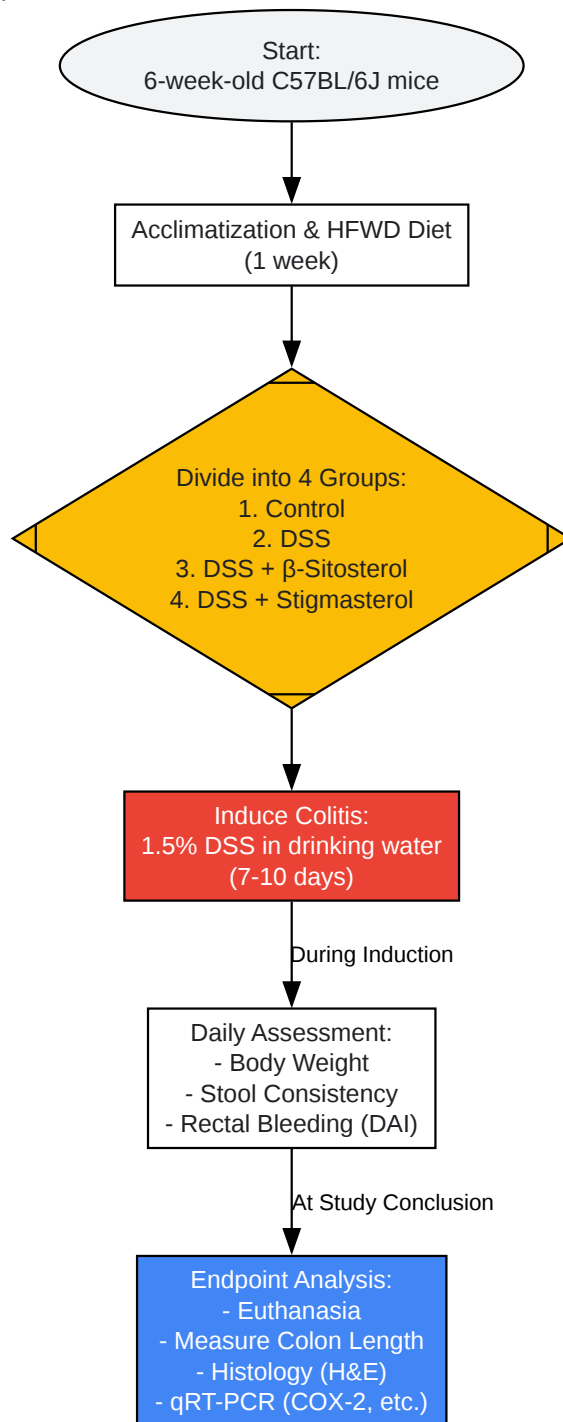 Start:
6-week-old C57BL/6J mice
Acclimatization & HFWD Diet
(1 week)
Divide into 4 Groups:
1. Control
2. DSS
3. DSS + β-Sitosterol
4. DSS + Stigmasterol
Induce Colitis:
1.5% DSS in drinking water
(7-10 days)
During Induction
Daily Assessment:
- Body Weight
- Stool Consistency
- Rectal Bleeding (DAI)
At Study Conclusion
Endpoint Analysis:
- Euthanasia
- Measure Colon Length
- Histology (H&E)
- qRT-PCR (COX-2, etc.)